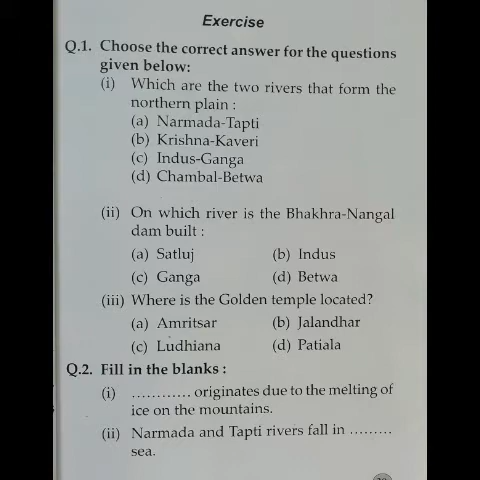 Exercise
Q.1. Choose the correct answer for the questions
given below:
(i) Which are the two rivers that form the
northern plain :
(a) Narmada-Tapti
(b) Krishna-Kaveri
(c) Indus-Ganga
(d) Chambal-Betwa
(ii) On which river is the Bhakhra-Nangal
dam built :
(a) Satluj (b) Indus
(c) Ganga (d) Betwa
(iii) Where is the Golden temple located?
(a) Amritsar (b) Jalandhar
(c) Ludhiana (d) Patiala
Q.2. Fill in the blanks :
(i) ............ originates due to the melting of
ice on the mountains.
(ii) Narmada and Tapti rivers fall in .........
sea.